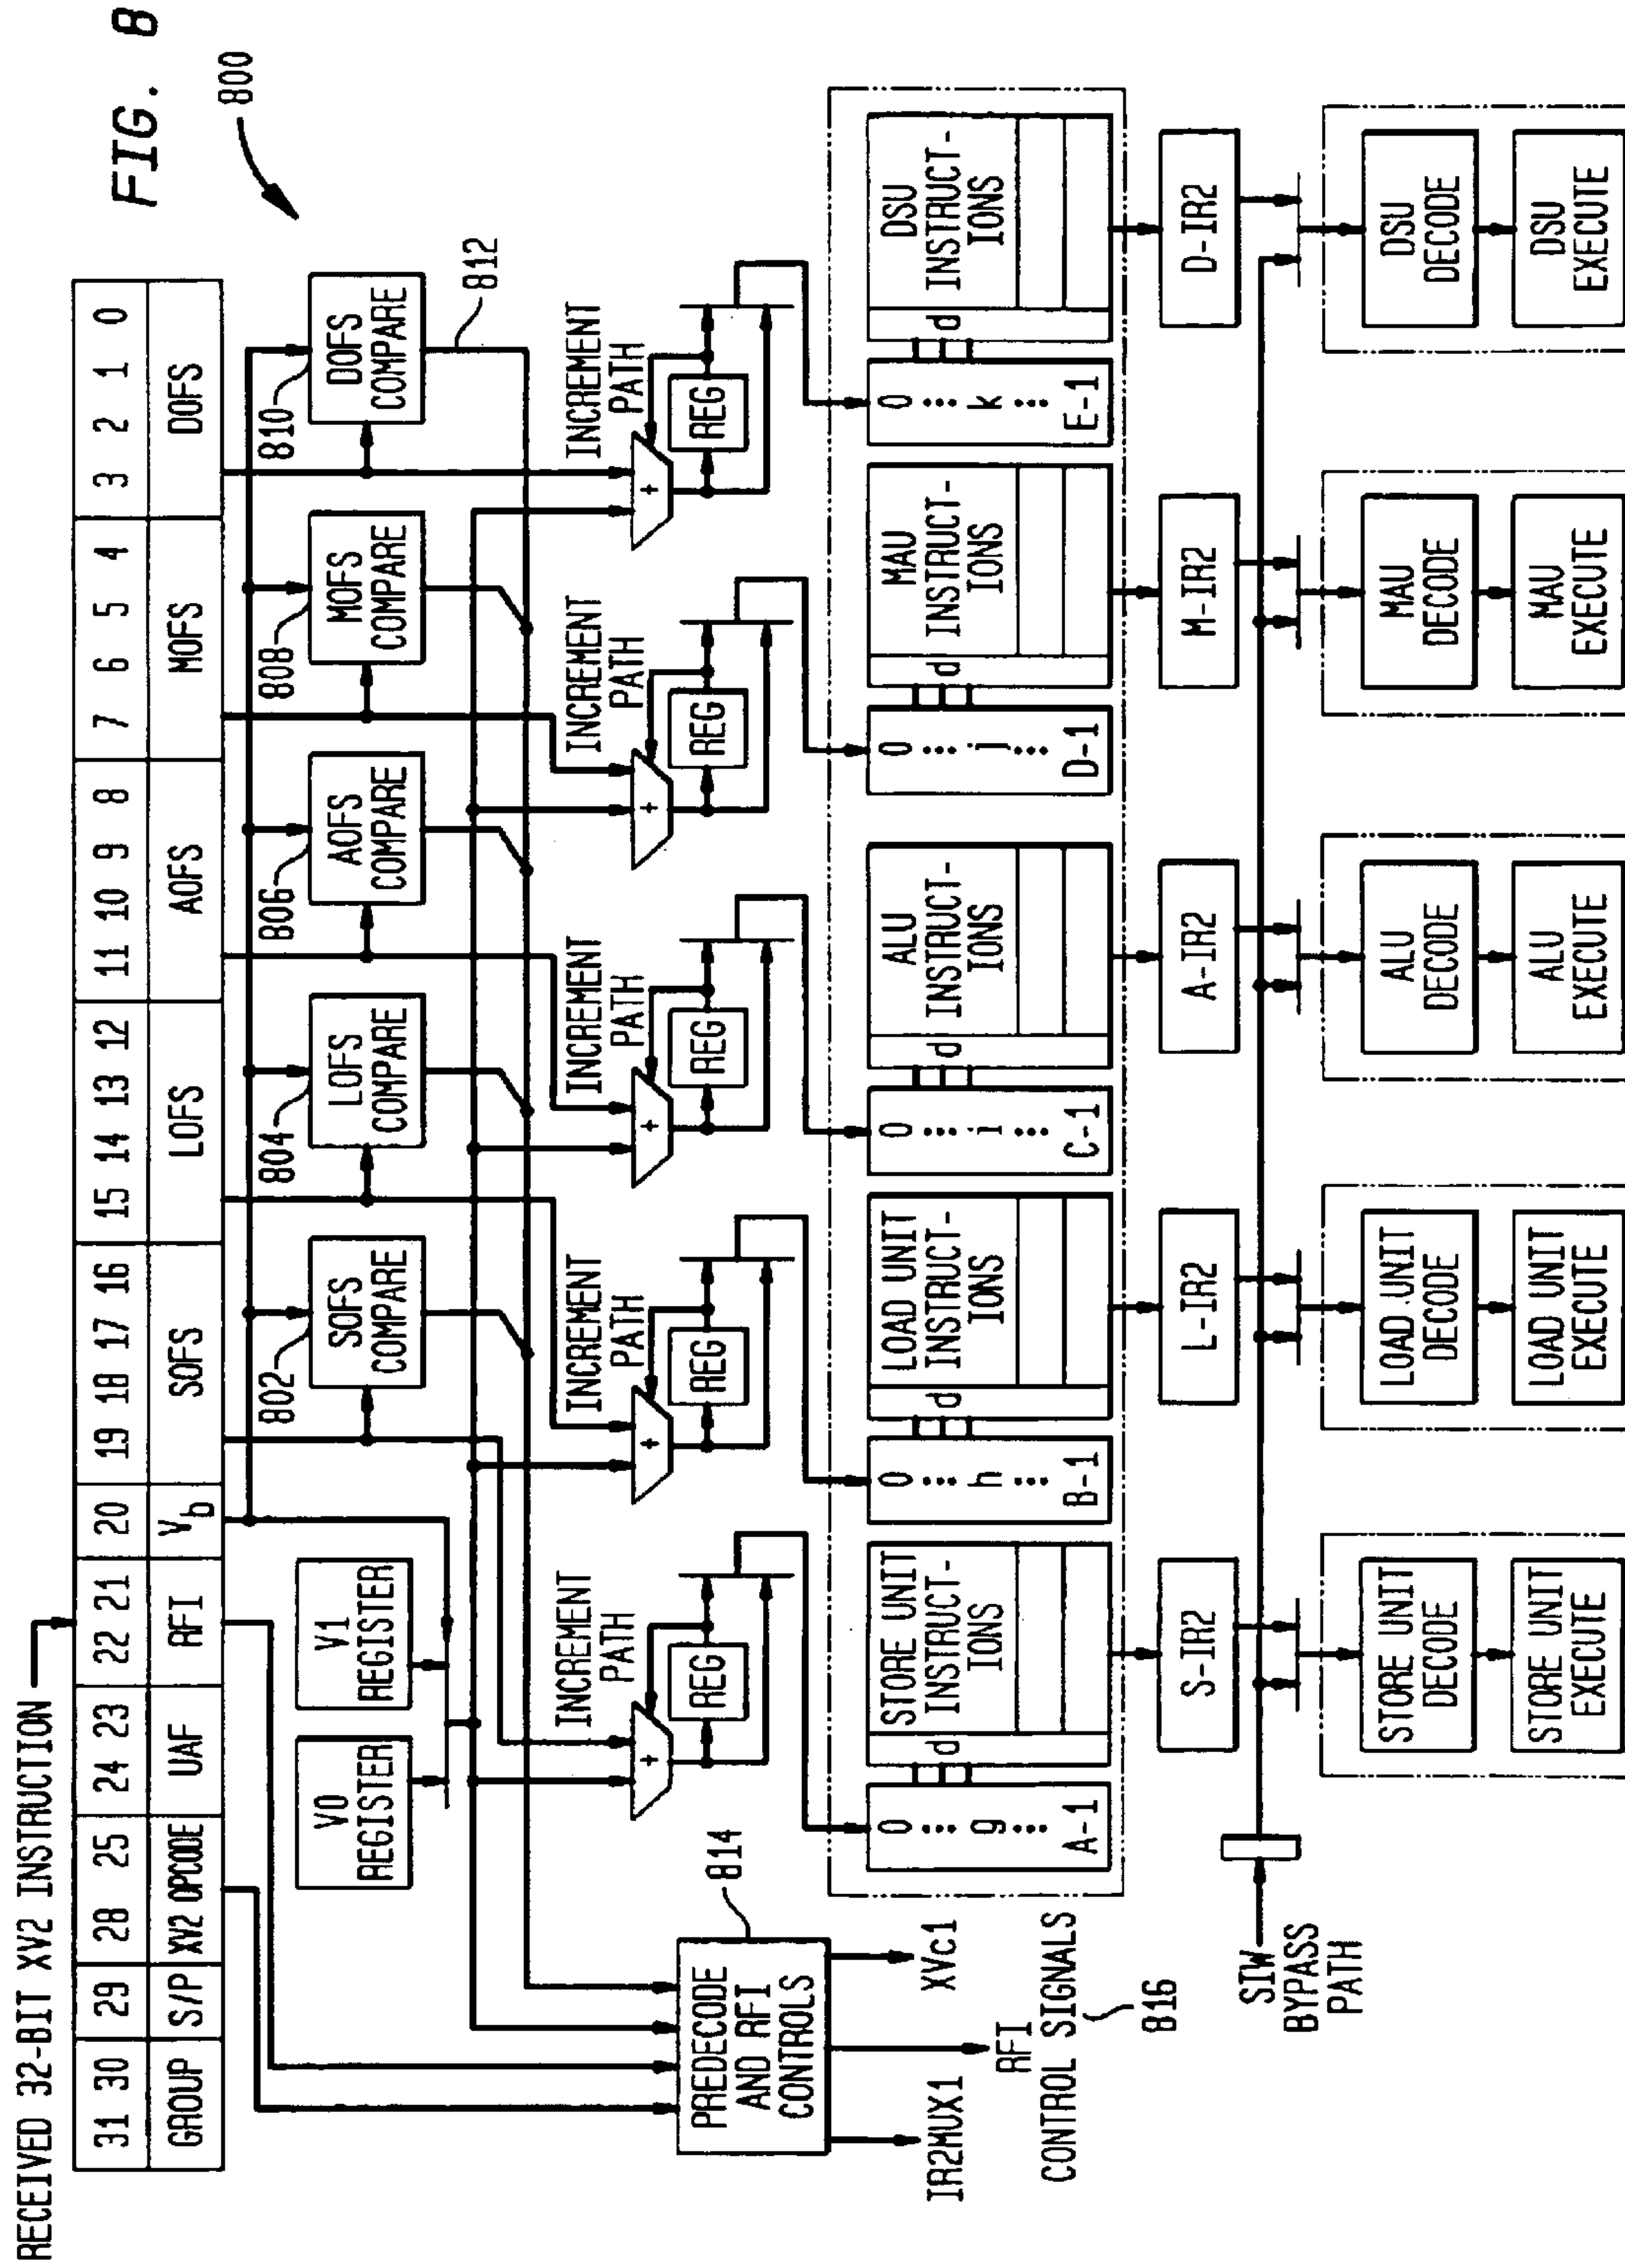 FIG. 8
800
RECEIVED 32-BIT XV2 INSTRUCTION
31 30 29 28 25 24 23 22 21 20 19 18 17 16 15 14 13 12 11 10 9 8 7 6 5 4 3 2 1 0
GROUP S/P XV2 OPCODE UAF RFI Vb SOFS LOFS AOFS MOFS DOFS
V0
REGISTER
V1
REGISTER
802
SOFS
COMPARE
804
LOFS
COMPARE
806
AOFS
COMPARE
808
MOFS
COMPARE
810
DOFS
COMPARE
812
INCREMENT
PATH
+
REG
INCREMENT
PATH
+
REG
INCREMENT
PATH
+
REG
INCREMENT
PATH
+
REG
INCREMENT
PATH
+
REG
814
PREDECODE
AND RFI
CONTROLS
IR2MUX1
XVc1
RFI
CONTROL SIGNALS
816
0
g
A-1
d
STORE UNIT
INSTRUCT-
IONS
0
h
B-1
d
LOAD UNIT
INSTRUCT-
IONS
0
i
C-1
d
ALU
INSTRUCT-
IONS
0
j
D-1
d
MAU
INSTRUCT-
IONS
0
k
E-1
d
DSU
INSTRUCT-
IONS
S-IR2
L-IR2
A-IR2
M-IR2
D-IR2
SIW
BYPASS
PATH
STORE UNIT
DECODE
LOAD UNIT
DECODE
ALU
DECODE
MAU
DECODE
DSU
DECODE
STORE UNIT
EXECUTE
LOAD UNIT
EXECUTE
ALU
EXECUTE
MAU
EXECUTE
DSU
EXECUTE